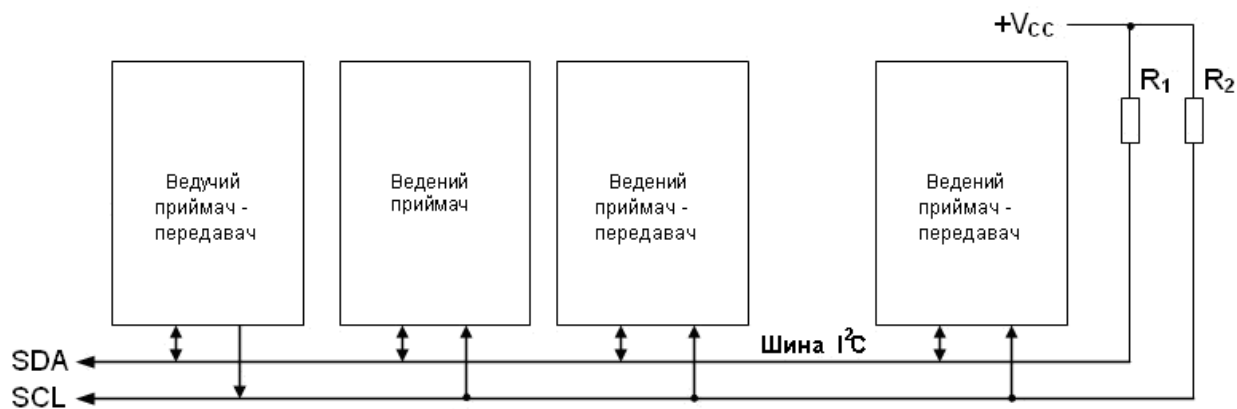 +Vcc
R1
R2
Ведучий
приймач -
передавач
Ведений
приймач
Ведений
приймач -
передавач
Ведений
приймач -
передавач
Шина I²C
SDA
SCL